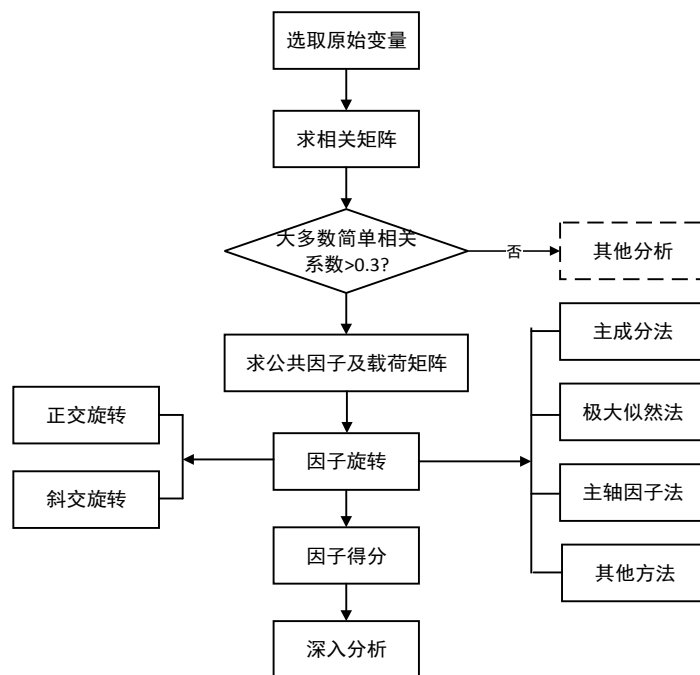 选取原始变量
求相关矩阵
大多数简单相关
系数>0.3?
否
其他分析
求公共因子及载荷矩阵
主成分法
极大似然法
主轴因子法
其他方法
正交旋转
斜交旋转
因子旋转
因子得分
深入分析